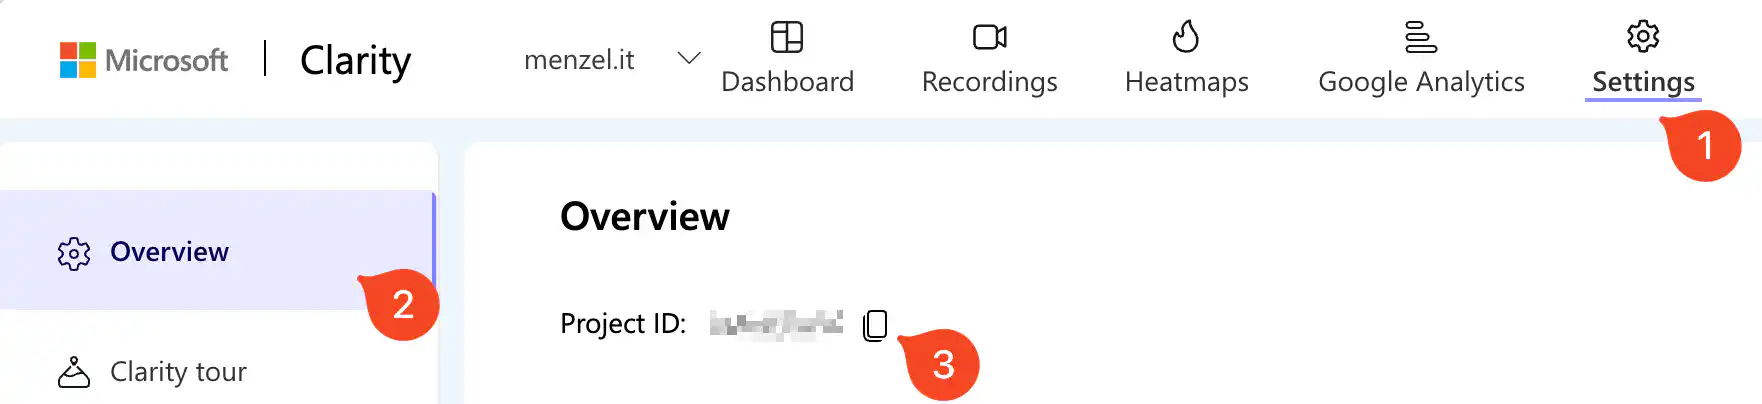 Microsoft | Clarity menzel.it Dashboard Recordings Heatmaps Google Analytics Settings
1
Overview
2
Clarity tour
Overview
Project ID:
3